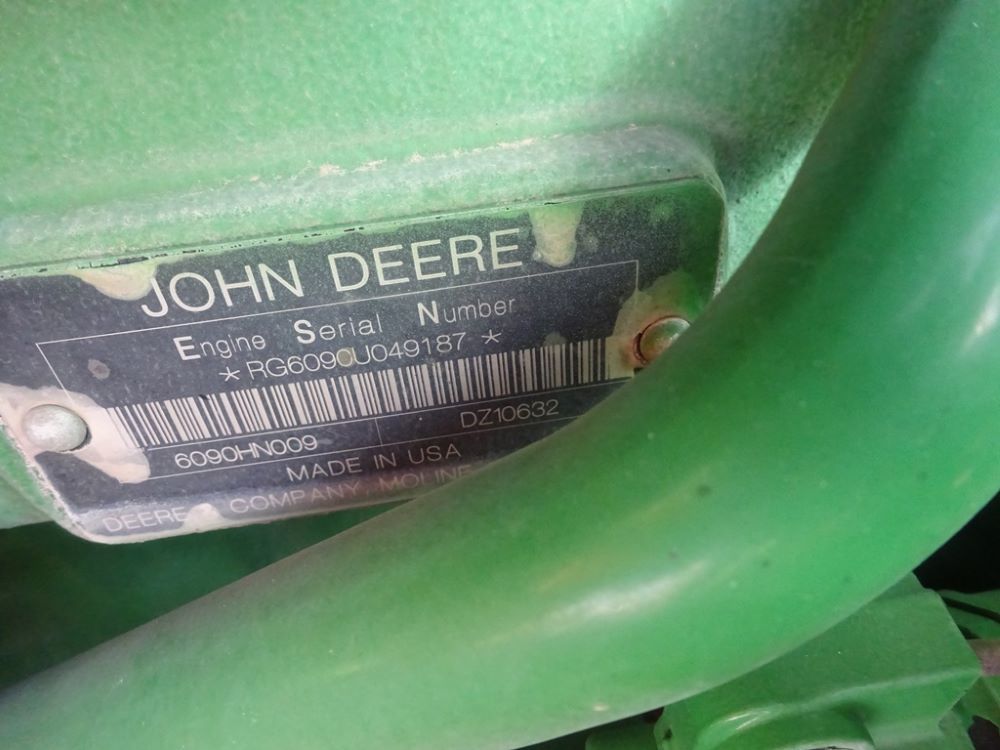 JOHN DEERE
Engine Serial Number
*RG6090U049187*
6090HN009 DZ10632
MADE IN USA
DEERE COMPANY, MOLINE